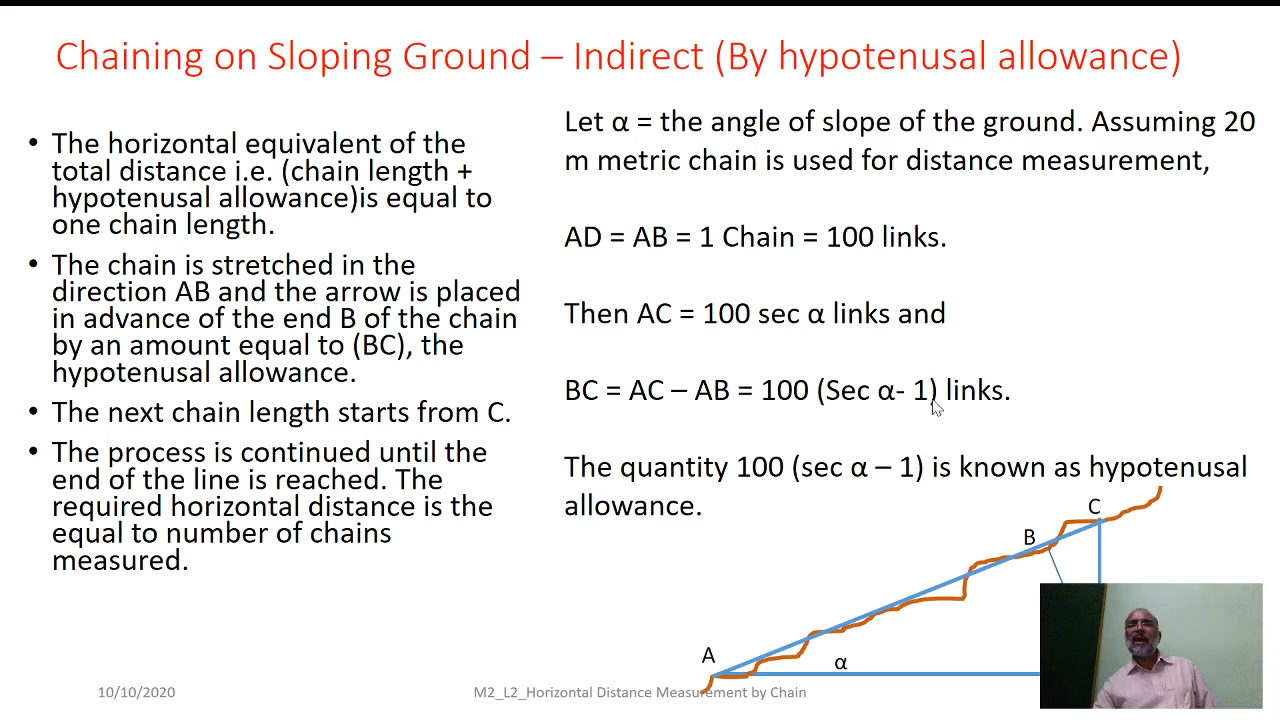 Chaining on Sloping Ground – Indirect (By hypotenusal allowance)
• The horizontal equivalent of the
total distance i.e. (chain length +
hypotenusal allowance)is equal to
one chain length.
• The chain is stretched in the
direction AB and the arrow is placed
in advance of the end B of the chain
by an amount equal to (BC), the
hypotenusal allowance.
• The next chain length starts from C.
• The process is continued until the
end of the line is reached. The
required horizontal distance is the
equal to number of chains
measured.
Let α = the angle of slope of the ground. Assuming 20
m metric chain is used for distance measurement,
AD = AB = 1 Chain = 100 links.
Then AC = 100 sec α links and
BC = AC – AB = 100 (Sec α- 1) links.
The quantity 100 (sec α – 1) is known as hypotenusal
allowance.
C
B
A
α
10/10/2020
M2_L2_Horizontal Distance Measurement by Chain